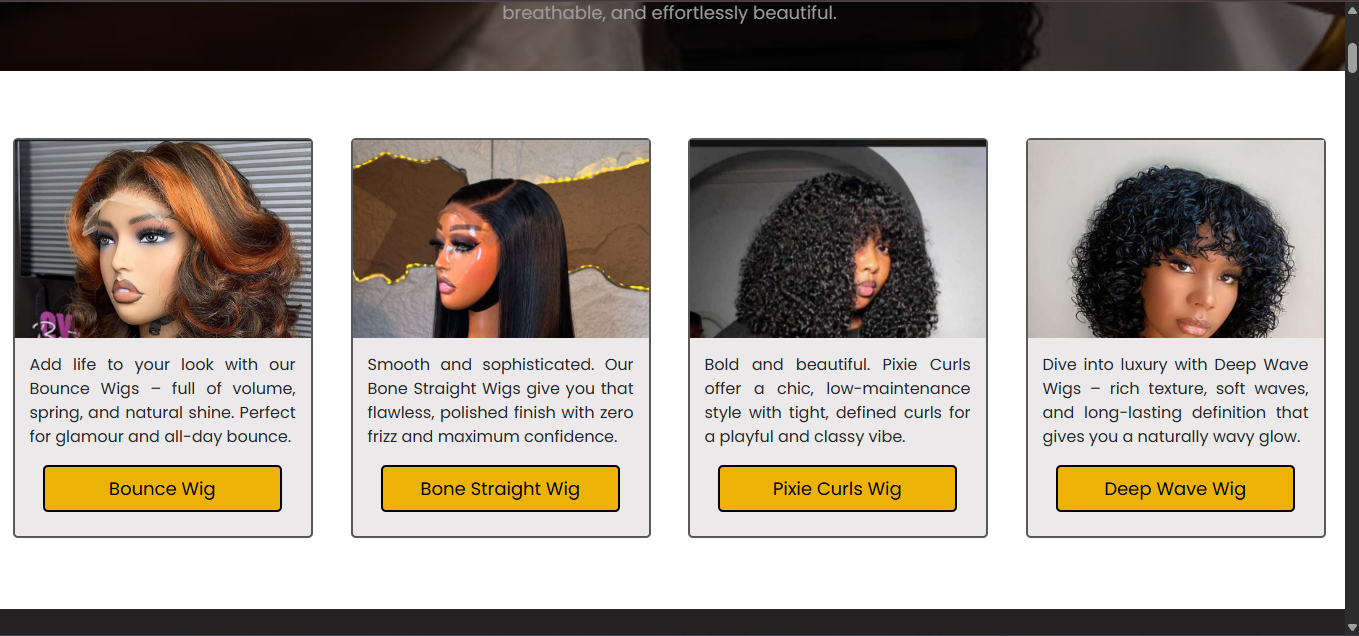 breathable, and effortlessly beautiful.
Add life to your look with our
Bounce Wigs – full of volume,
spring, and natural shine. Perfect
for glamour and all-day bounce.
Bounce Wig
Smooth and sophisticated. Our
Bone Straight Wigs give you that
flawless, polished finish with zero
frizz and maximum confidence.
Bone Straight Wig
Bold and beautiful. Pixie Curls
offer a chic, low-maintenance
style with tight, defined curls for
a playful and classy vibe.
Pixie Curls Wig
Dive into luxury with Deep Wave
Wigs – rich texture, soft waves,
and long-lasting definition that
gives you a naturally wavy glow.
Deep Wave Wig